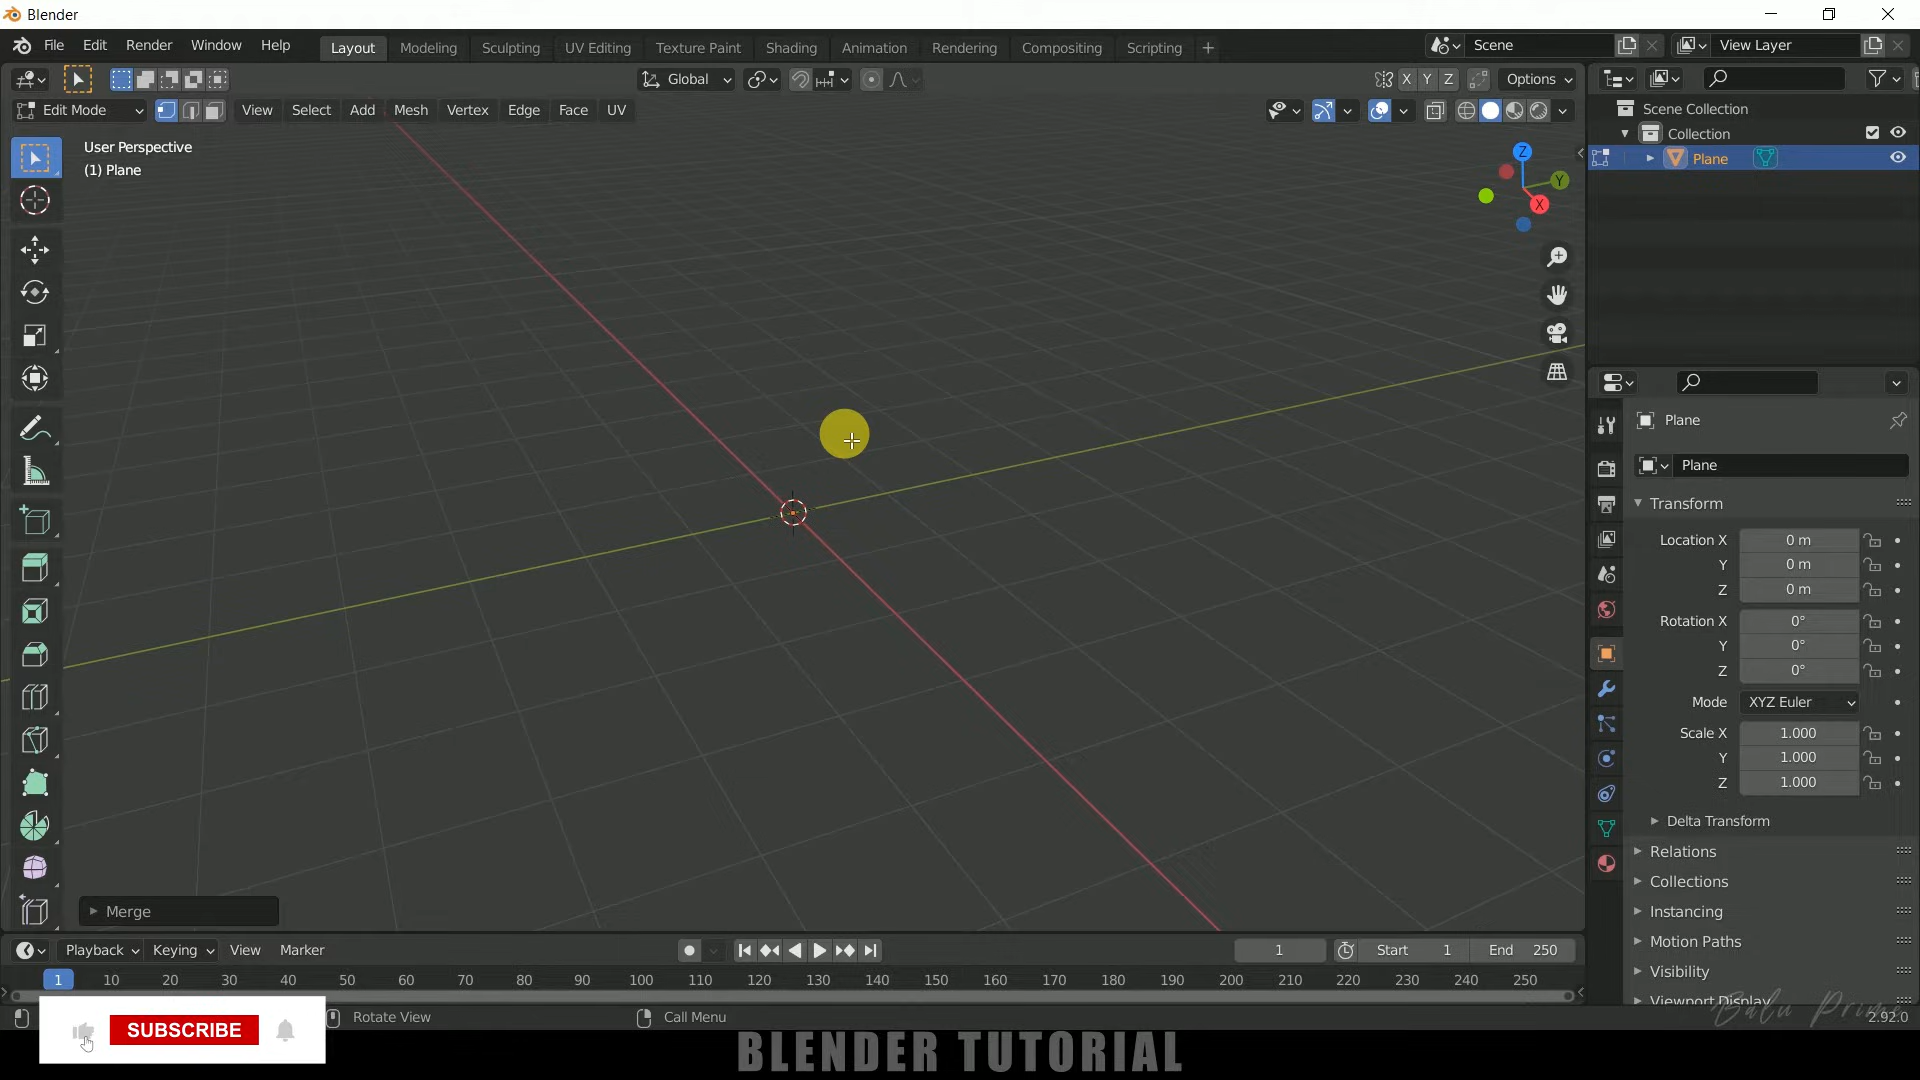 Blender
File Edit Render Window Help Layout Modeling Sculpting UV Editing Texture Paint Shading Animation Rendering Compositing Scripting + Scene View Layer
Global X Y Z Options
Edit Mode View Select Add Mesh Vertex Edge Face UV
Scene Collection
Collection
Plane
User Perspective
(1) Plane
Z
Y
X
Plane
Plane
Transform
Location X 0 m
Y 0 m
Z 0 m
Rotation X 0°
Y 0°
Z 0°
Mode XYZ Euler
Scale X 1.000
Y 1.000
Z 1.000
Delta Transform
Relations
Collections
Instancing
Motion Paths
Visibility
Viewport Display
Merge
Playback Keying View Marker 1 Start 1 End 250
1 10 20 30 40 50 60 70 80 90 100 110 120 130 140 150 160 170 180 190 200 210 220 230 240 250
Rotate View Call Menu 2.92.0
Balu Prime
SUBSCRIBE
BLENDER TUTORIAL